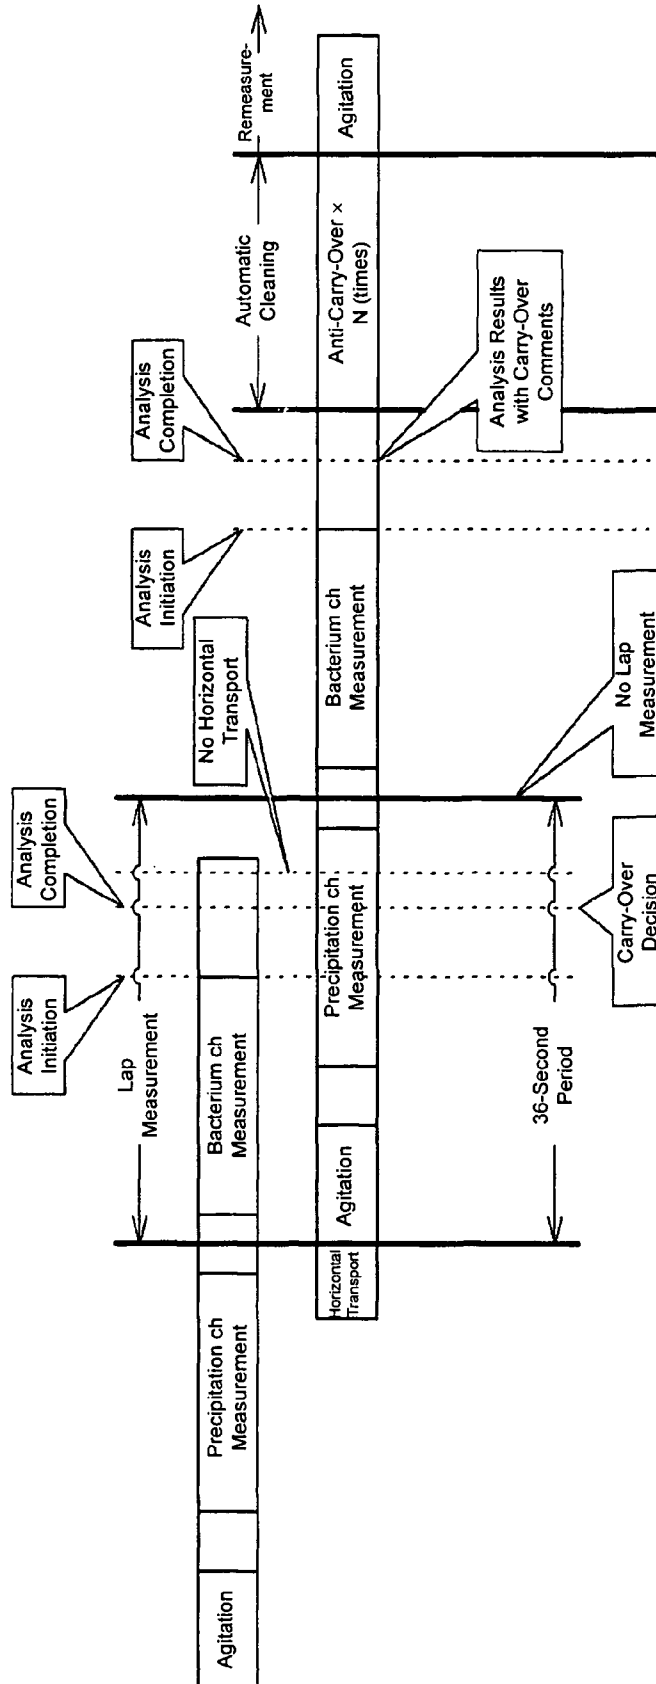 Analysis
Initiation
Analysis
Completion
Lap
Measurement
Agitation
Precipitation ch
Measurement
Bacterium ch
Measurement
No Horizontal
Transport
Analysis
Initiation
Analysis
Completion
Automatic
Cleaning
Remeasure-
ment
Horizontal
Transport
Agitation
Precipitation ch
Measurement
Bacterium ch
Measurement
Anti-Carry-Over ×
N (times)
Agitation
36-Second
Period
Carry-Over
Decision
No Lap
Measurement
Analysis Results
with Carry-Over
Comments